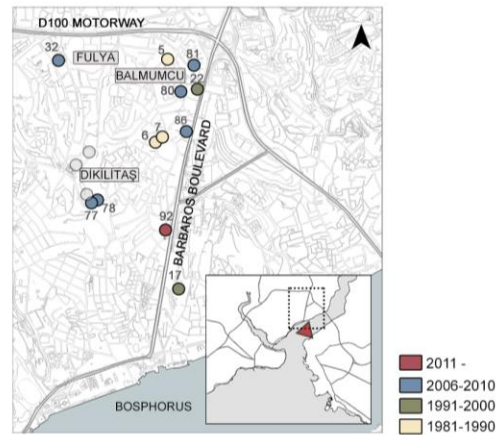 D100 MOTORWAY
32
FULYA
5
81
BALMUMCU
22
80
86
7
6
BARBAROS BOULEVARD
DİKİLİTAŞ
77
78
92
17
BOSPHORUS
2011 -
2006-2010
1991-2000
1981-1990